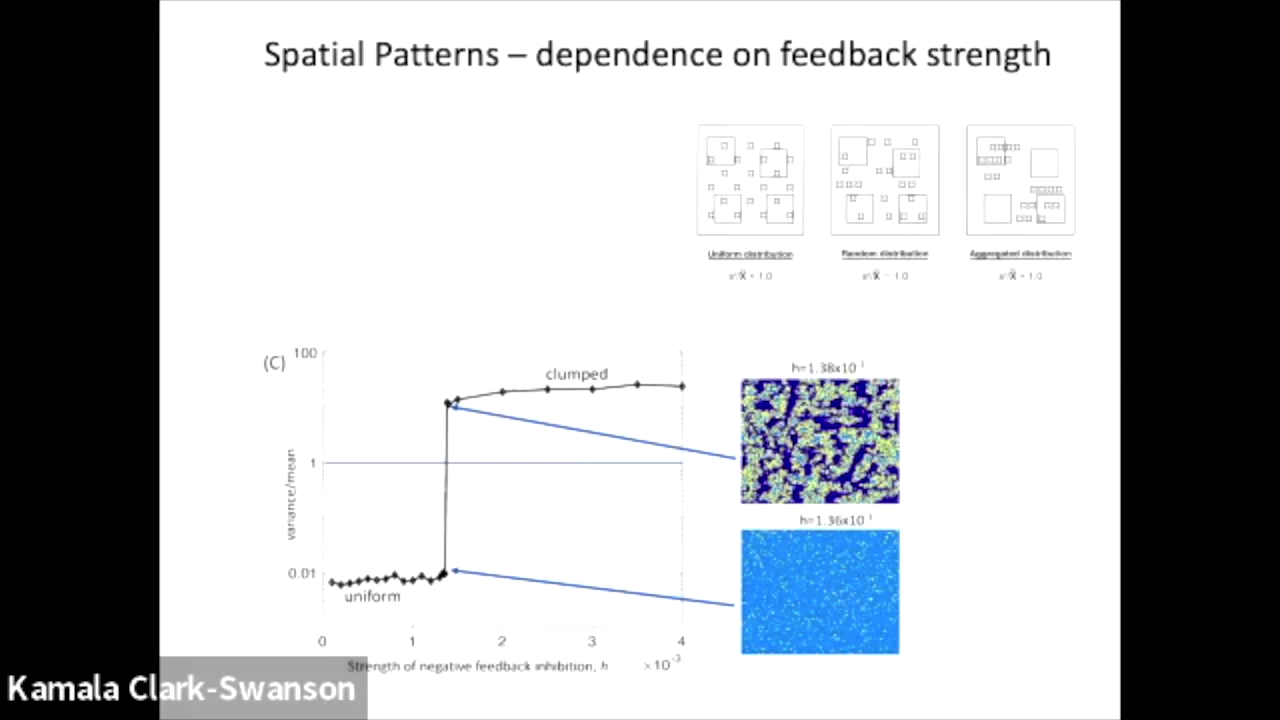 Spatial Patterns – dependence on feedback strength
Uniform distribution
Random distribution
Aggregated distribution
(C)
100
1
0.01
variance/mean
clumped
uniform
0 1 2 3 4
Strength of negative feedback inhibition, h
×10⁻³
h=1.38x10
h=1.36x10
Kamala Clark-Swanson